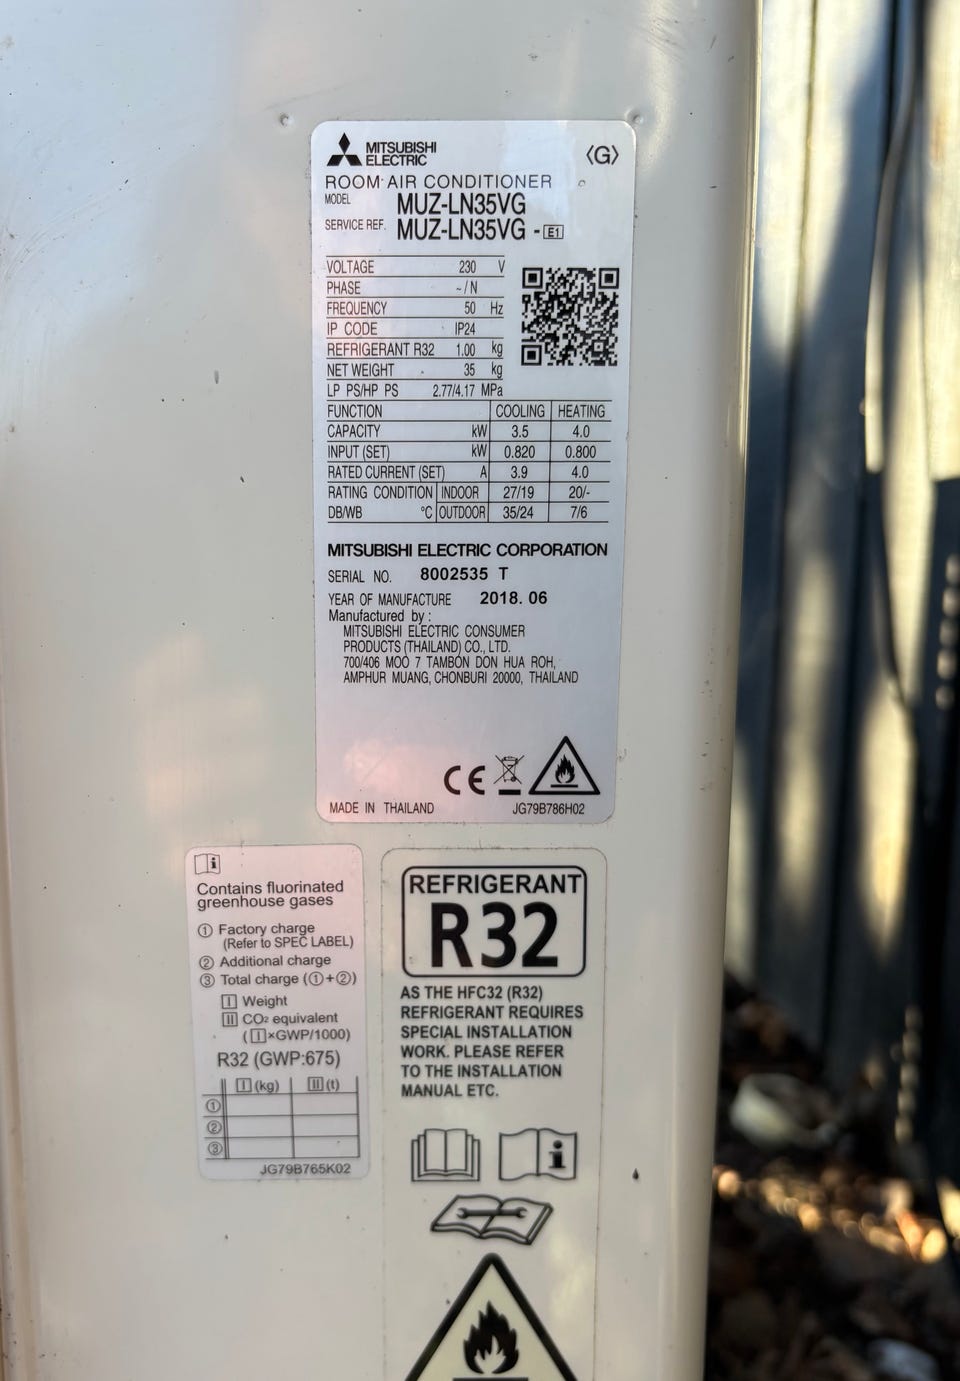 MITSUBISHI
ELECTRIC
〈G〉
ROOM AIR CONDITIONER
MODEL MUZ-LN35VG
SERVICE REF. MUZ-LN35VG - E1
VOLTAGE 230 V
PHASE ~/N
FREQUENCY 50 Hz
IP CODE IP24
REFRIGERANT R32 1.00 kg
NET WEIGHT 35 kg
LP PS/HP PS 2.77/4.17 MPa
FUNCTION COOLING HEATING
CAPACITY kW 3.5 4.0
INPUT (SET) kW 0.820 0.800
RATED CURRENT (SET) A 3.9 4.0
RATING CONDITION INDOOR 27/19 20/-
DB/WB °C OUTDOOR 35/24 7/6
MITSUBISHI ELECTRIC CORPORATION
SERIAL NO. 8002535 T
YEAR OF MANUFACTURE 2018. 06
Manufactured by :
MITSUBISHI ELECTRIC CONSUMER
PRODUCTS (THAILAND) CO., LTD.
700/406 MOO 7 TAMBON DON HUA ROH,
AMPHUR MUANG, CHONBURI 20000, THAILAND
CE
MADE IN THAILAND JG79B786H02
i
Contains fluorinated
greenhouse gases
① Factory charge
(Refer to SPEC LABEL)
② Additional charge
③ Total charge (①+②)
I Weight
II CO2 equivalent
(I×GWP/1000)
R32 (GWP:675)
I (kg) II (t)
①
②
③
JG79B765K02
REFRIGERANT
R32
AS THE HFC32 (R32)
REFRIGERANT REQUIRES
SPECIAL INSTALLATION
WORK. PLEASE REFER
TO THE INSTALLATION
MANUAL ETC.
i